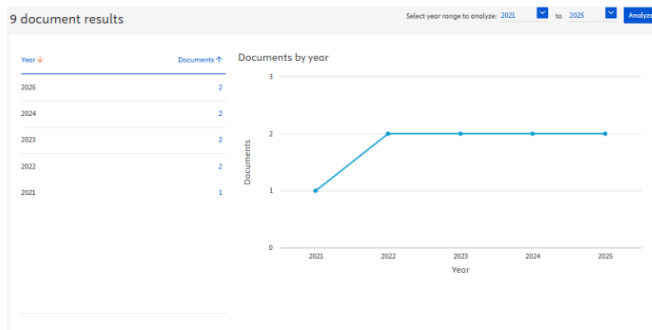 9 document results
Select year range to analyze: 2021 to 2025 Analyze
Year Documents
2025 2
2024 2
2023 2
2022 2
2021 1
Documents by year
3
2
1
0
Documents
2021 2022 2023 2024 2025
Year